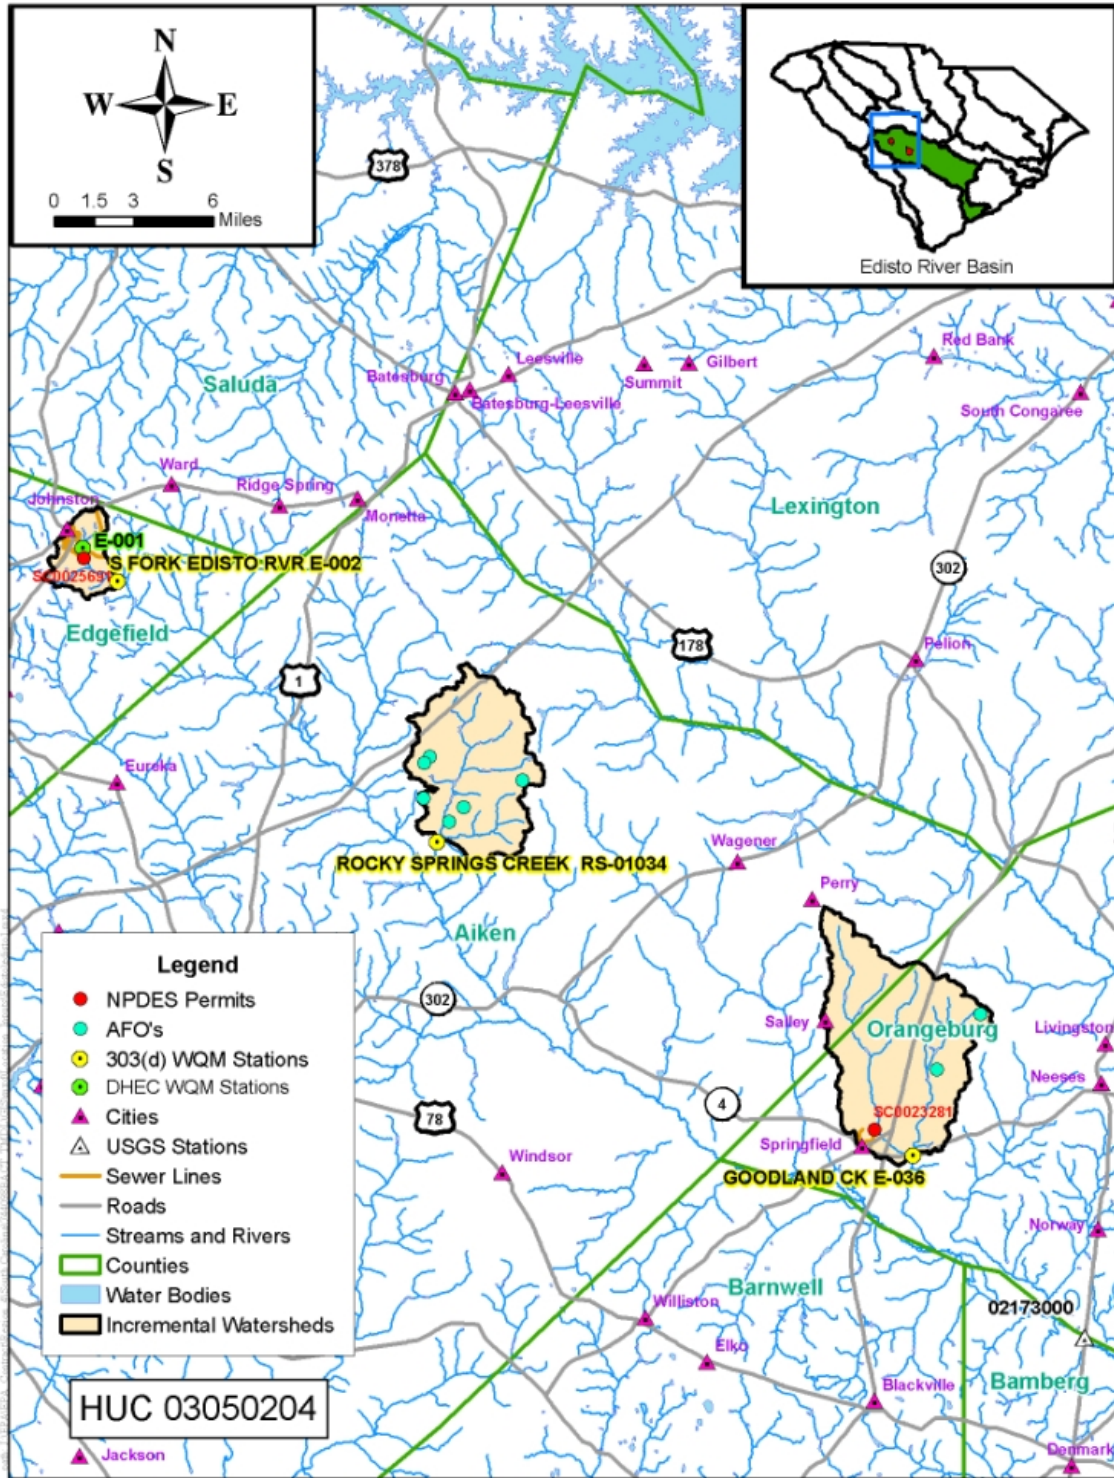 N
W E
S
0 1.5 3 6
Miles
378
Edisto River Basin
Red Bank
Leesville
Gilbert
Batesburg
Summit
Saluda
Batesburg-Leesville
South Congaree
Ward
Ridge Spring
Johnston
Monetta
Lexington
E-001
S FORK EDISTO RVR E-002
302
Edgefield
178
Pelion
1
Eureka
Wagener
ROCKY SPRINGS CREEK RS-01034
Perry
Aiken
Legend
NPDES Permits
AFO's
303(d) WQM Stations
DHEC WQM Stations
Cities
USGS Stations
Sewer Lines
Roads
Streams and Rivers
Counties
Water Bodies
Incremental Watersheds
302
Salley
Orangeburg
Livingston
Neeses
4
SC0023281
78
Springfield
Windsor
GOODLAND CK E-036
Norway
Barnwell
Williston
02173000
Elko
Bamberg
Blackville
HUC 03050204
Jackson
Denmark